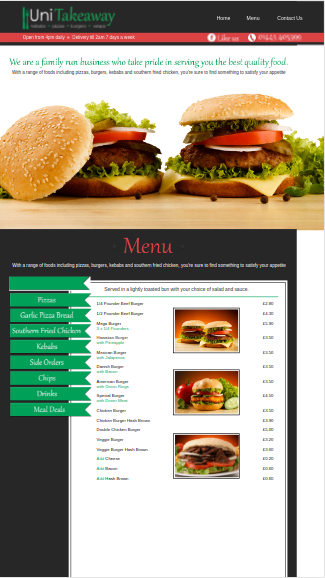 UniTakeaway
kebabs · pizzas · burgers · wraps
Home Menu Contact Us
Open from 4pm daily Delivery till 2am 7 days a week
Like us
We are a family run business who take pride in serving you the best quality food.
With a range of foods including pizzas, burgers, kebabs and southern fried chicken, you're sure to find something to satisfy your appetite
Menu
With a range of foods including pizzas, burgers, kebabs and southern fried chicken, you're sure to find something to satisfy your appetite
Pizzas
Garlic Pizza Bread
Southern Fried Chicken
Kebabs
Side Orders
Chips
Drinks
Meal Deals
Served in a lightly toasted bun with your choice of salad and sauce.
1/4 Pounder Beef Burger £2.80
1/2 Pounder Beef Burger £4.30
Mega Burger £5.90
3 x 1/4 Pounders
Hawaiian Burger £3.50
with Pineapple
Mexican Burger £3.50
with Jalapenos
Danish Burger £3.50
with Bacon
American Burger £3.50
with Onion Rings
Special Burger £4.50
with Donner Meat
Chicken Burger £3.50
Chicken Burger Hash Brown £3.90
Double Chicken Burger £5.00
Veggie Burger £3.20
Veggie Burger Hash Brown £3.60
Add Cheese £0.20
Add Bacon £0.60
Add Hash Brown £0.60